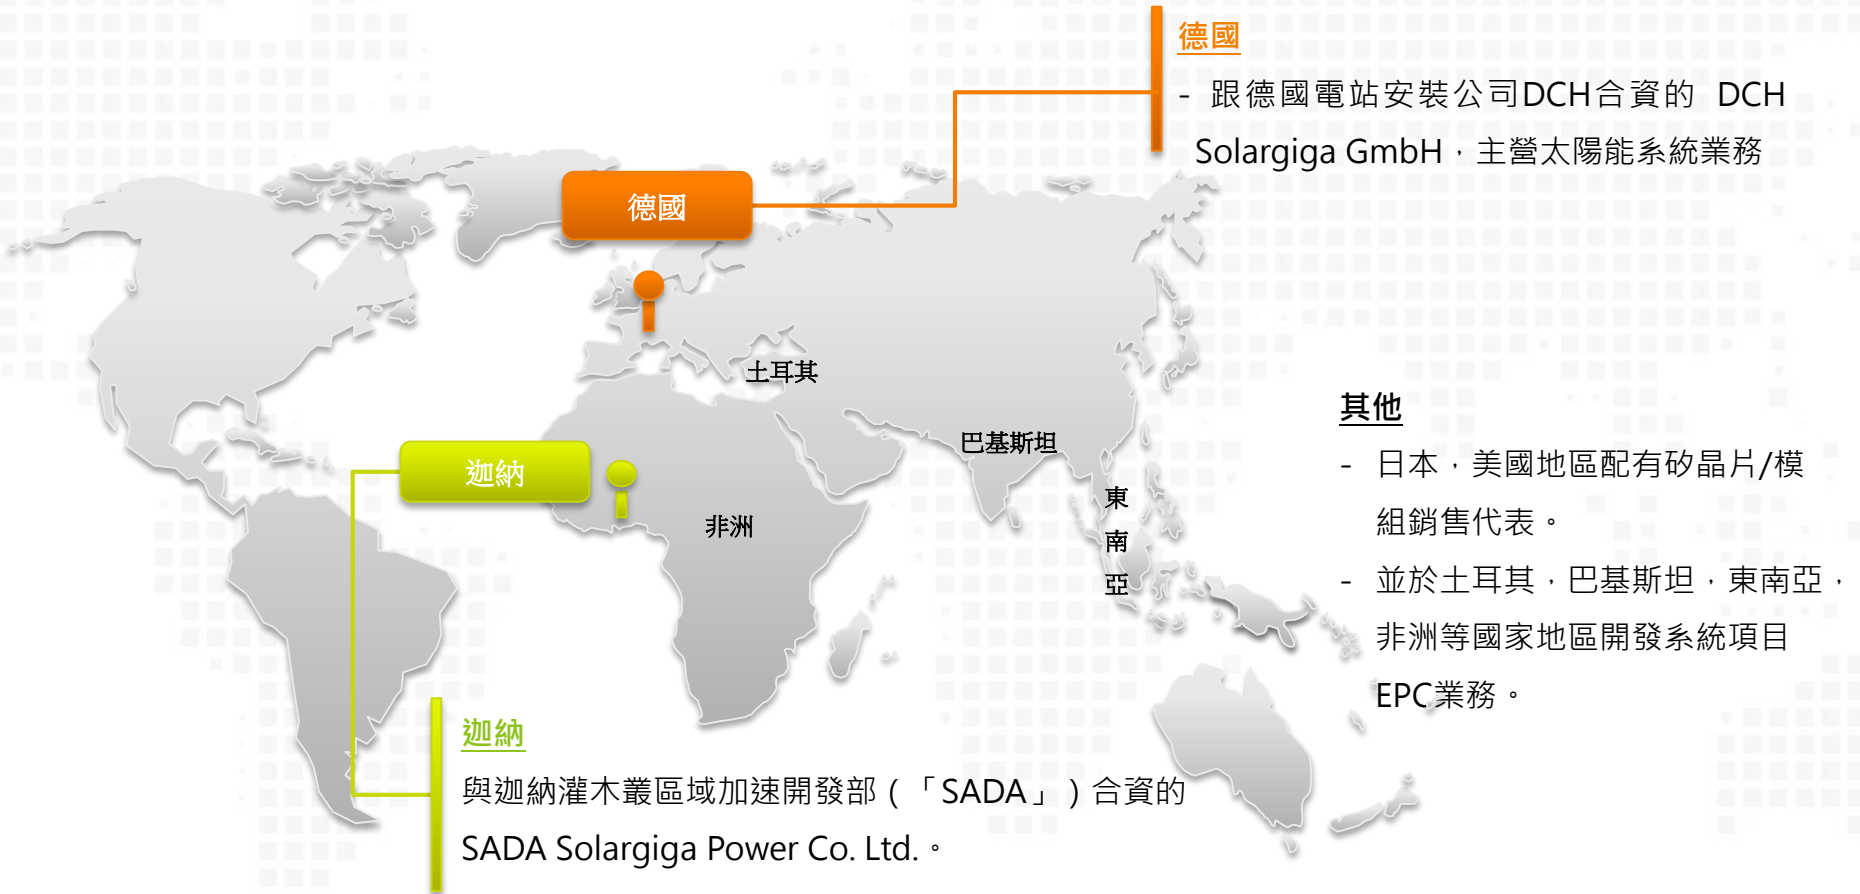 德國
- 跟德國電站安裝公司DCH合資的 DCH
Solargiga GmbH，主營太陽能系統業務
德國
土耳其
巴基斯坦
迦納
非洲
東
南
亞
其他
- 日本，美國地區配有矽晶片/模
組銷售代表。
- 並於土耳其，巴基斯坦，東南亞，
非洲等國家地區開發系統項目
EPC業務。
迦納
與迦納灌木叢區域加速開發部（「SADA」）合資的
SADA Solargiga Power Co. Ltd.。